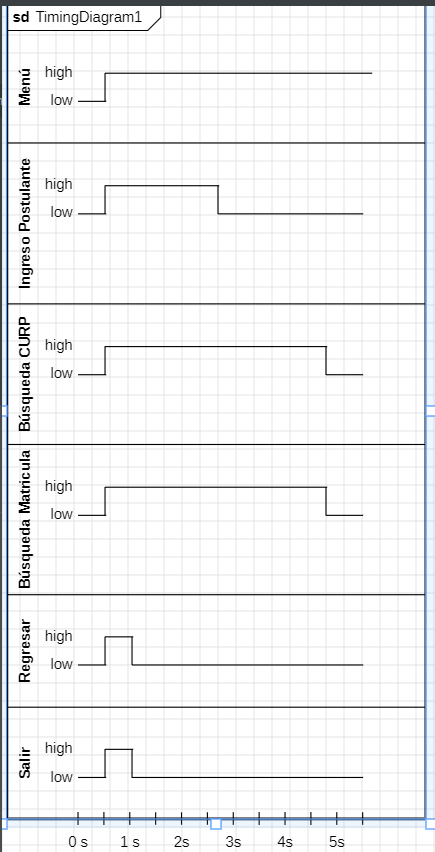 sd TimingDiagram1
Menú
high
low
Ingreso Postulante
high
low
Búsqueda CURP
high
low
Búsqueda Matricula
high
low
Regresar
high
low
Salir
high
low
0 s 1 s 2s 3s 4s 5s